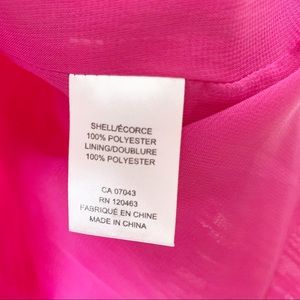 SHELL/ÉCORCE
100% POLYESTER
LINING/DOUBLURE
100% POLYESTER
CA 07043
RN 120463
FABRIQUÉ EN CHINE
MADE IN CHINA